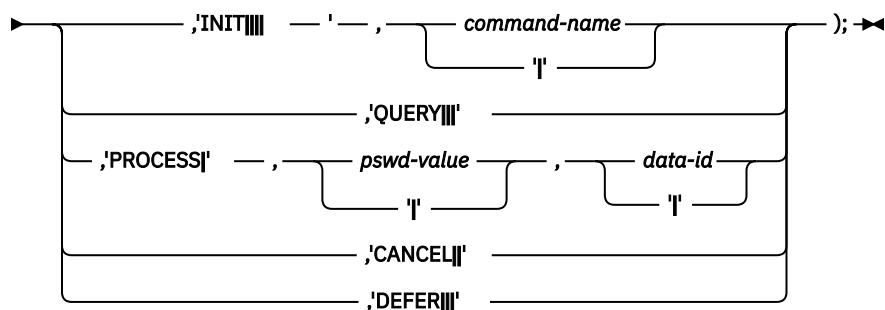 ,'INIT|||| ' , command-name );
'|'
,'QUERY|||'
,'PROCESS|' , pswd-value , data-id
'|' '|'
,'CANCEL||'
,'DEFER|||'